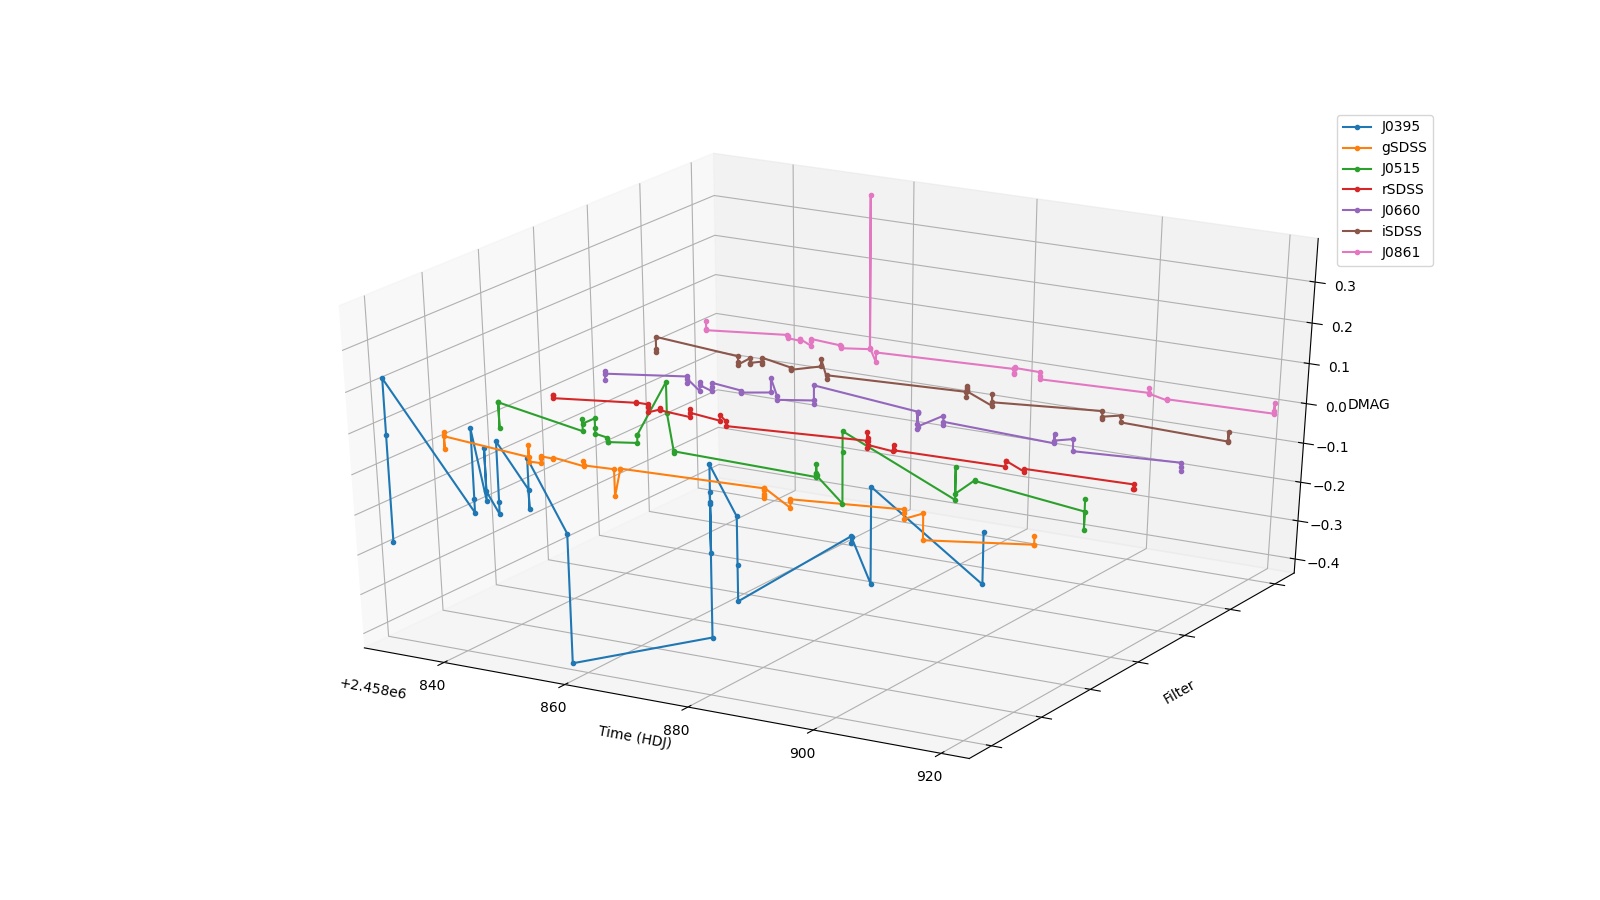 J0395
gSDSS
J0515
rSDSS
J0660
iSDSS
J0861
0.3
0.2
0.1
0.0
DMAG
−0.1
−0.2
−0.3
−0.4
Filter
+2.458e6
840
860
880
900
920
Time (HDJ)